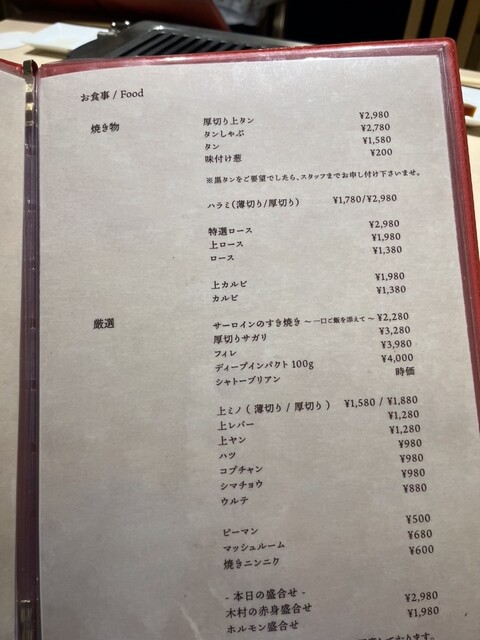 お食事 / Food
焼き物 厚切り上タン ¥2,980
タンしゃぶ ¥2,780
タン ¥1,580
味付け葱 ¥200
※黒タンをご要望でしたら、スタッフまでお申し付け下さいませ。
ハラミ(薄切り/厚切り) ¥1,780/¥2,980
特選ロース ¥2,980
上ロース ¥1,980
ロース ¥1,380
上カルビ ¥1,980
カルビ ¥1,380
厳選 サーロインのすき焼き 〜 一口ご飯を添えて 〜 ¥2,280
厚切りサガリ ¥3,280
フィレ ¥3,980
ディープインパクト 100g ¥4,000
シャトーブリアン 時価
上ミノ ( 薄切り / 厚切り ) ¥1,580 / ¥1,880
上レバー ¥1,280
上ヤン ¥1,280
ハツ ¥980
コプチャン ¥980
シマチョウ ¥980
ウルテ ¥880
ピーマン ¥500
マッシュルーム ¥680
焼きニンニク ¥600
- 本日の盛合せ -
木村の赤身盛合せ ¥2,980
ホルモン盛合せ ¥1,980